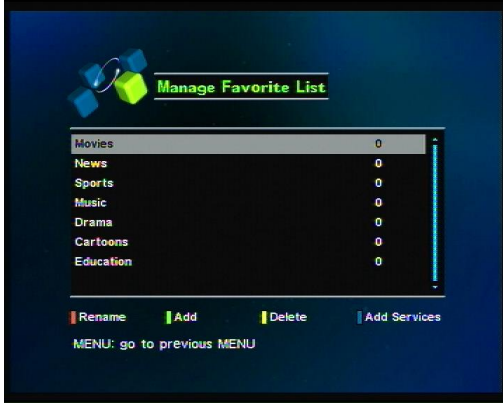 Manage Favorite List
Movies 0
News 0
Sports 0
Music 0
Drama 0
Cartoons 0
Education 0
Rename Add Delete Add Services
MENU: go to previous MENU